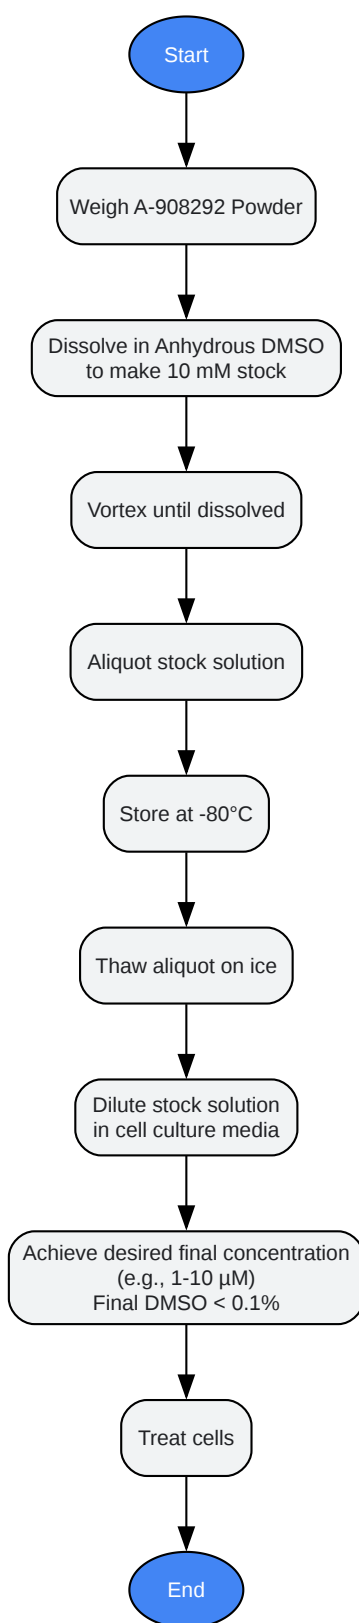 Start
Weigh A-908292 Powder
Dissolve in Anhydrous DMSO
to make 10 mM stock
Vortex until dissolved
Aliquot stock solution
Store at -80°C
Thaw aliquot on ice
Dilute stock solution
in cell culture media
Achieve desired final concentration
(e.g., 1-10 µM)
Final DMSO < 0.1%
Treat cells
End